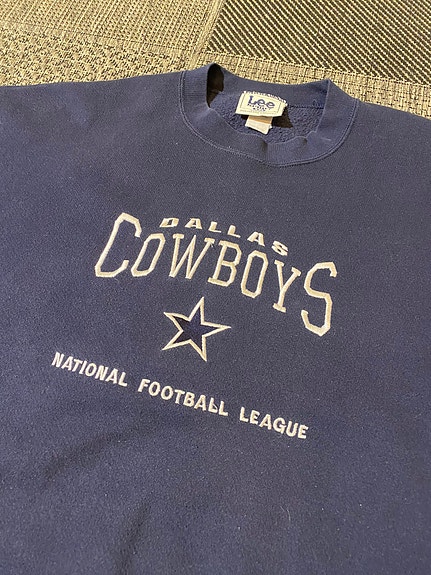 Lee
DALLAS
COWBOYS
NATIONAL FOOTBALL LEAGUE